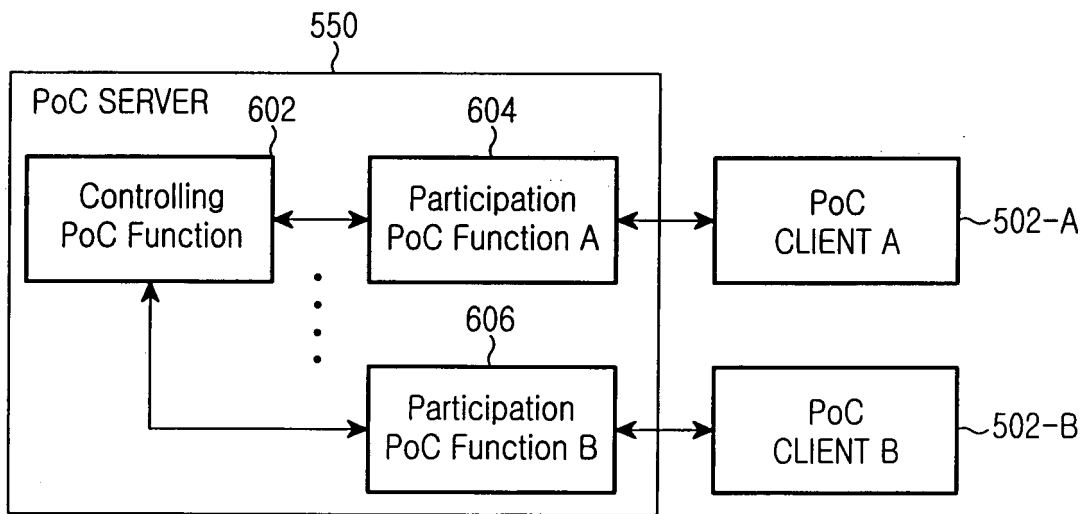 550
PoC SERVER
602
604
Controlling
PoC Function
Participation
PoC Function A
PoC
CLIENT A
502-A
606
Participation
PoC Function B
PoC
CLIENT B
502-B